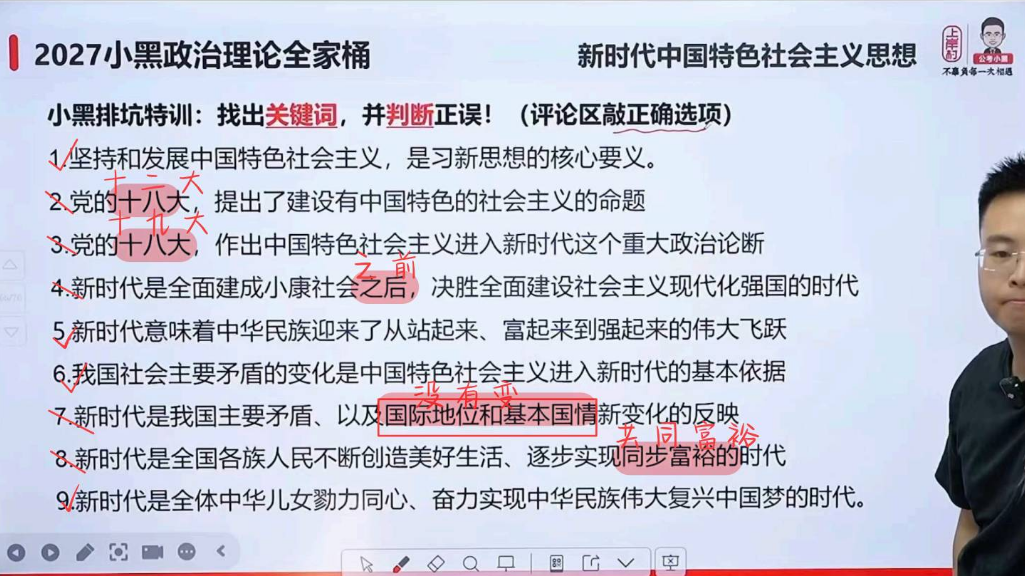 2027小黑政治理论全家桶
新时代中国特色社会主义思想
上岸村
公考小黑
不辜负每一次相遇
小黑排坑特训：找出关键词，并判断正误！（评论区敲正确选项）
1.坚持和发展中国特色社会主义，是习新思想的核心要义。
十二大
2.党的十八大，提出了建设有中国特色的社会主义的命题
十九大
3.党的十八大，作出中国特色社会主义进入新时代这个重大政治论断
之前
4.新时代是全面建成小康社会之后，决胜全面建设社会主义现代化强国的时代
5.新时代意味着中华民族迎来了从站起来、富起来到强起来的伟大飞跃
6.我国社会主要矛盾的变化是中国特色社会主义进入新时代的基本依据
没有变
7.新时代是我国主要矛盾、以及国际地位和基本国情新变化的反映
共同富裕
8.新时代是全国各族人民不断创造美好生活、逐步实现同步富裕的时代
9.新时代是全体中华儿女勠力同心、奋力实现中华民族伟大复兴中国梦的时代。